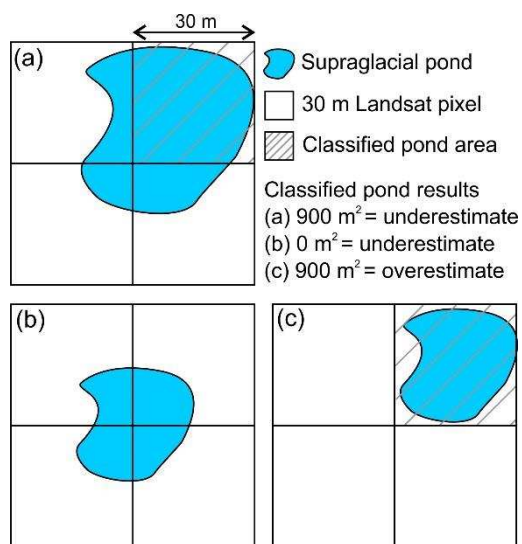 30 m
(a)
Supraglacial pond
30 m Landsat pixel
Classified pond area
Classified pond results
(a) 900 m² = underestimate
(b) 0 m² = underestimate
(c) 900 m² = overestimate
(b)
(c)